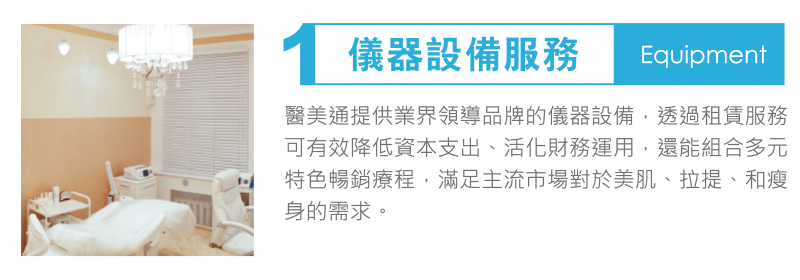 1 儀器設備服務 Equipment
醫美通提供業界領導品牌的儀器設備，透過租賃服務
可有效降低資本支出、活化財務運用，還能組合多元
特色暢銷療程，滿足主流市場對於美肌、拉提、和瘦
身的需求。